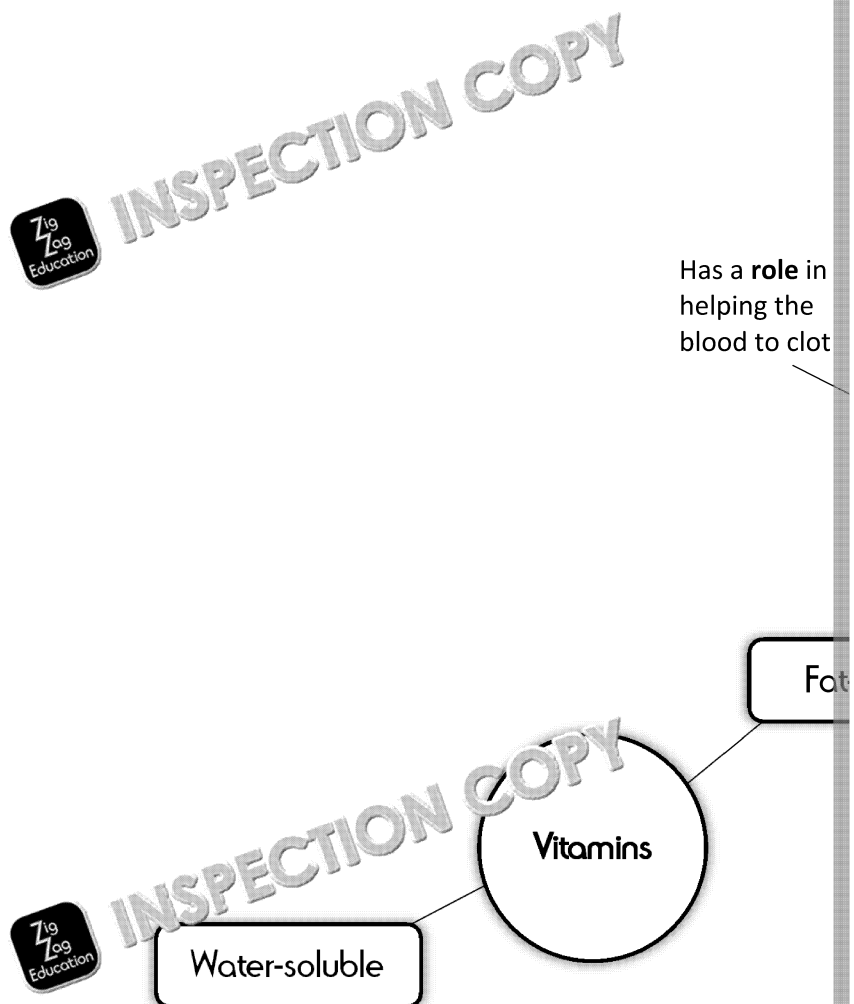 INSPECTION COPY
Zig
Zag
Education
Has a role in
helping the
blood to clot
Fat-
INSPECTION COPY
Vitamins
Zig
Zag
Education
Water-soluble